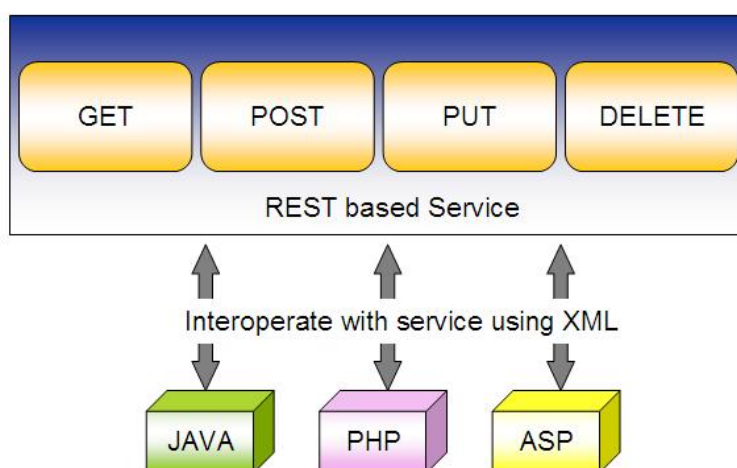 GET POST PUT DELETE
REST based Service
Interoperate with service using XML
JAVA PHP ASP